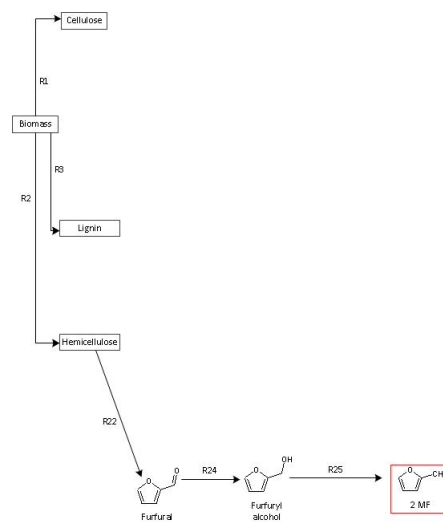 Cellulose
R1
Biomass
R3
R2
Lignin
Hemicellulose
R22
O
O
R24
O
OH
R25
O
CH
Furfural
Furfuryl
alcohol
2 MF